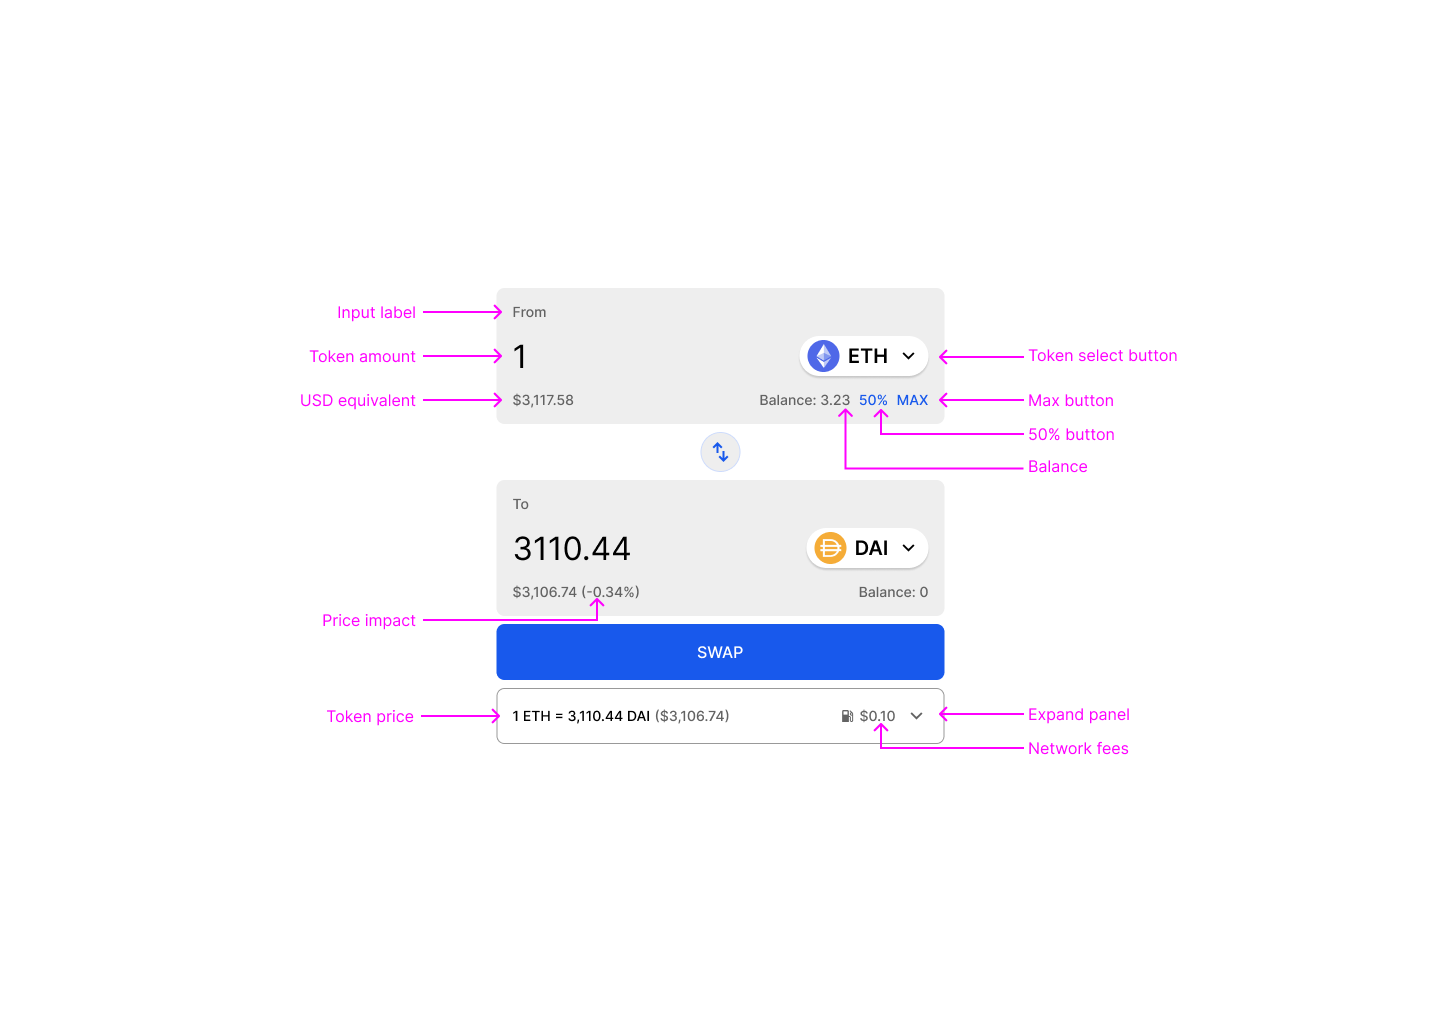 Input label
From
Token amount
1
ETH
Token select button
USD equivalent
$3,117.58
Balance: 3.23 50% MAX
Max button
50% button
Balance
To
3110.44
DAI
$3,106.74 (-0.34%)
Balance: 0
Price impact
SWAP
Token price
1 ETH = 3,110.44 DAI ($3,106.74)
$0.10
Expand panel
Network fees